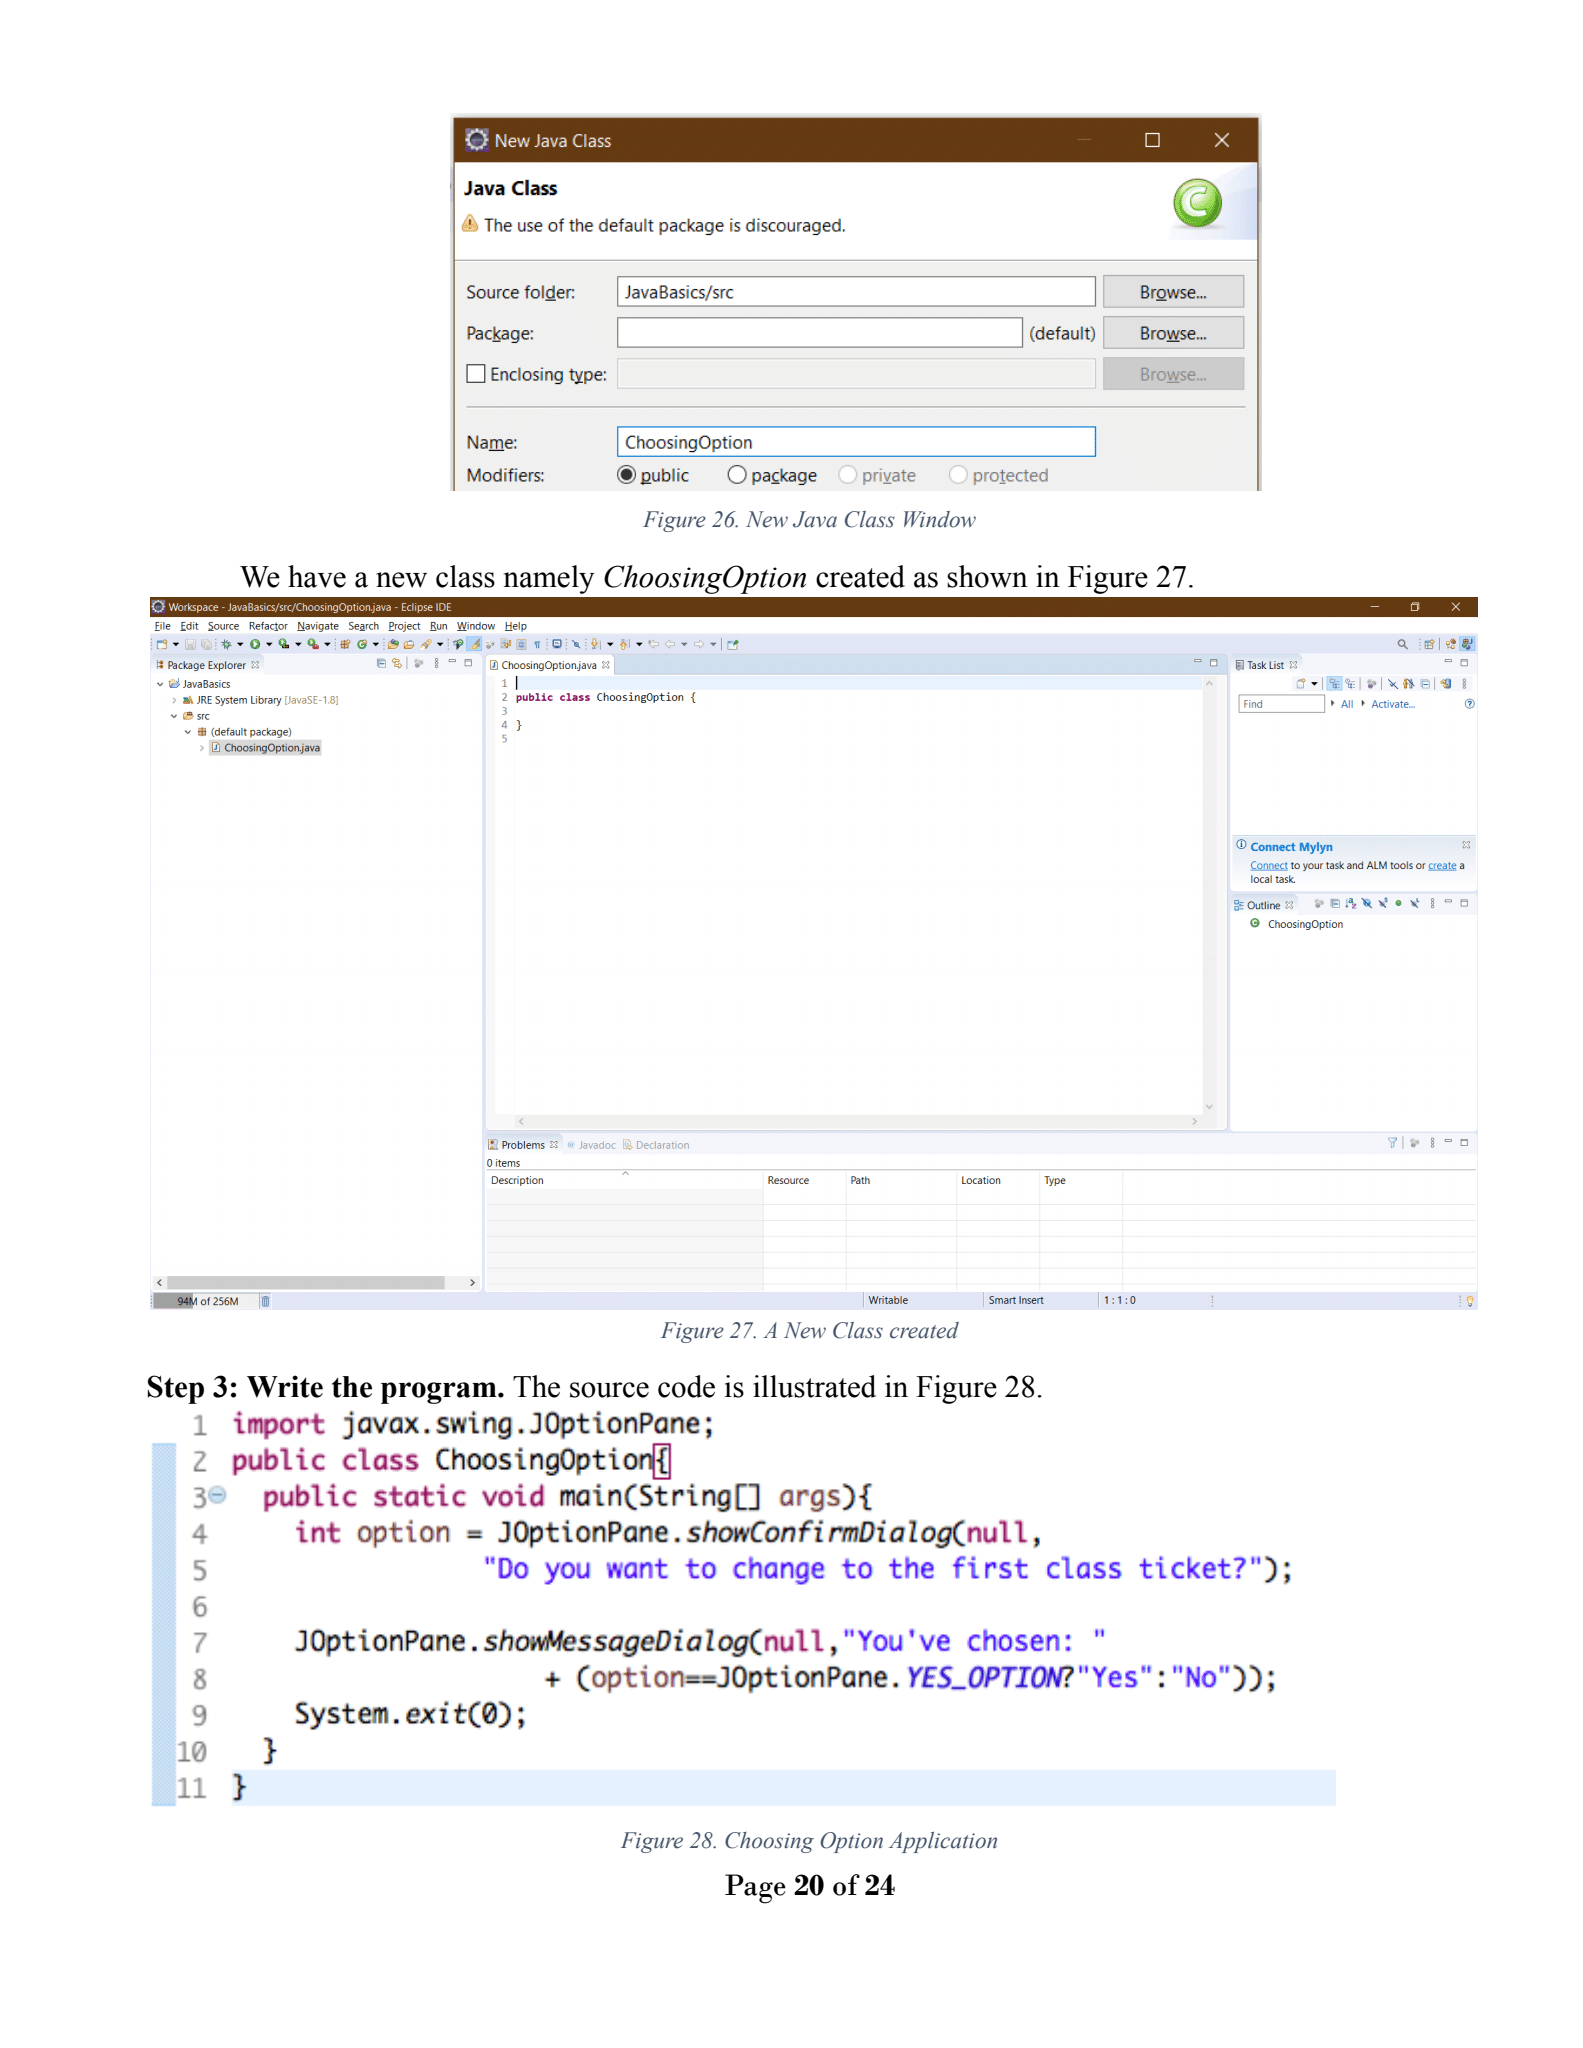 New Java Class
Java Class
The use of the default package is discouraged.
Source folder: JavaBasics/src Browse...
Package: (default) Browse...
Enclosing type: Browse...
Name: ChoosingOption
Modifiers: public package private protected
Figure 26. New Java Class Window
We have a new class namely ChoosingOption created as shown in Figure 27.
Workspace - JavaBasics/src/ChoosingOption.java - Eclipse IDE
File Edit Source Refactor Navigate Search Project Run Window Help
Package Explorer
JavaBasics
JRE System Library [JavaSE-1.8]
src
(default package)
ChoosingOption.java
ChoosingOption.java
1
2 public class ChoosingOption {
3
4 }
5
Task List
Find All Activate...
Connect Mylyn
Connect to your task and ALM tools or create a
local task.
Outline
ChoosingOption
Problems Javadoc Declaration
0 items
Description Resource Path Location Type
94M of 256M Writable Smart Insert 1 : 1 : 0
Figure 27. A New Class created
Step 3: Write the program. The source code is illustrated in Figure 28.
1 import javax.swing.JOptionPane;
2 public class ChoosingOption{
3 public static void main(String[] args){
4 int option = JOptionPane.showConfirmDialog(null,
5 "Do you want to change to the first class ticket?");
6
7 JOptionPane.showMessageDialog(null,"You've chosen: "
8 + (option==JOptionPane.YES_OPTION?"Yes":"No"));
9 System.exit(0);
10 }
11 }
Figure 28. Choosing Option Application
Page 20 of 24